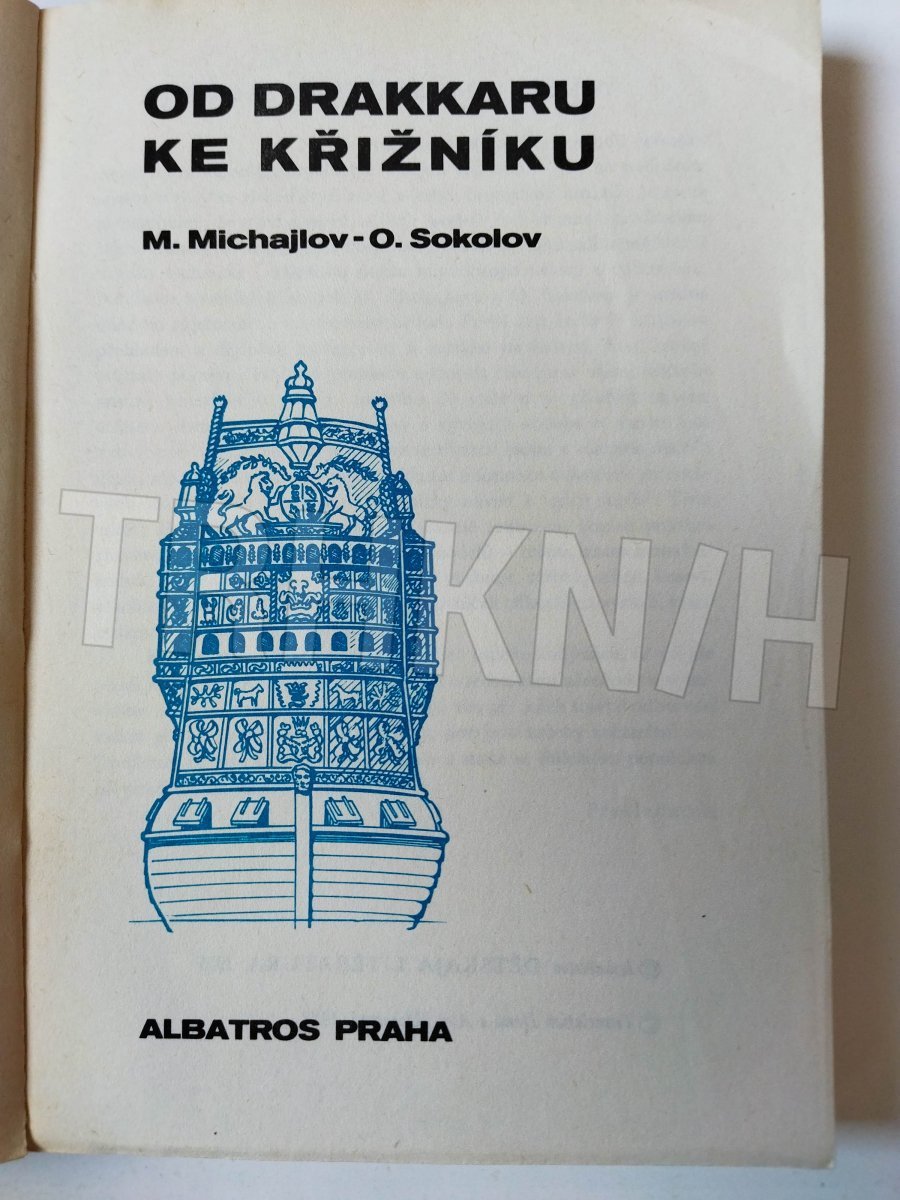 OD DRAKKARU
KE KŘIŽNÍKU
M. Michajlov-O. Sokolov
ALBATROS PRAHA